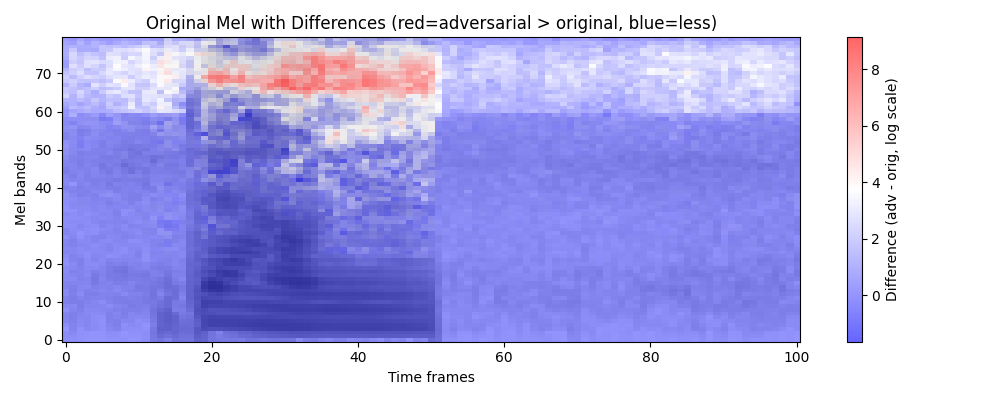 Original Mel with Differences (red=adversarial > original, blue=less)
Mel bands
70
60
50
40
30
20
10
0
0 20 40 60 80 100
Time frames
8
6
4
2
0
Difference (adv - orig, log scale)